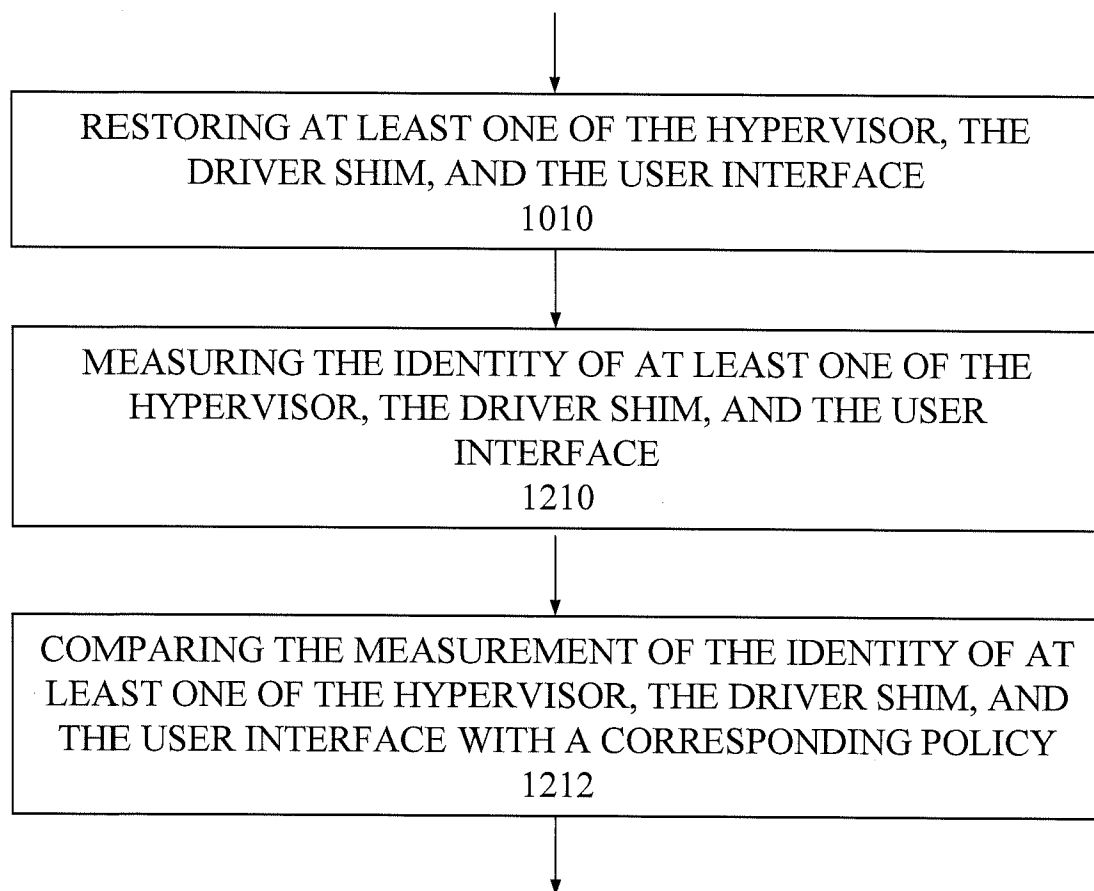 RESTORING AT LEAST ONE OF THE HYPERVISOR, THE
DRIVER SHIM, AND THE USER INTERFACE
1010
MEASURING THE IDENTITY OF AT LEAST ONE OF THE
HYPERVISOR, THE DRIVER SHIM, AND THE USER
INTERFACE
1210
COMPARING THE MEASUREMENT OF THE IDENTITY OF AT
LEAST ONE OF THE HYPERVISOR, THE DRIVER SHIM, AND
THE USER INTERFACE WITH A CORRESPONDING POLICY
1212